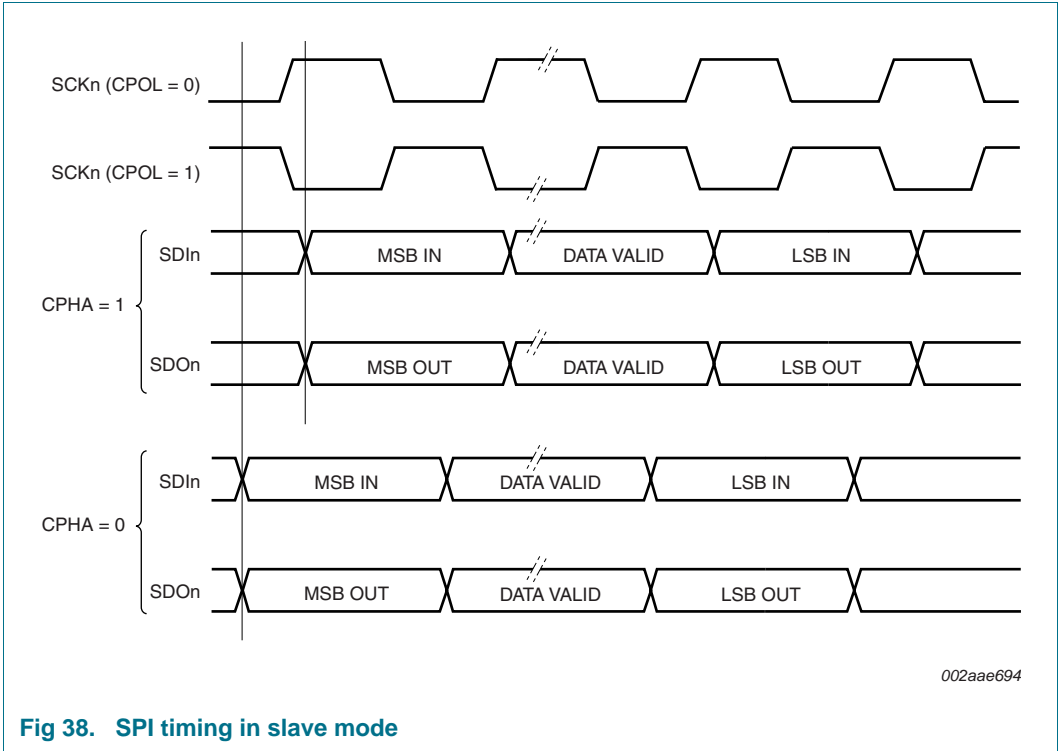 SCKn (CPOL = 0)
SCKn (CPOL = 1)
CPHA = 1
SDIn
MSB IN
DATA VALID
LSB IN
SDOn
MSB OUT
DATA VALID
LSB OUT
CPHA = 0
SDIn
MSB IN
DATA VALID
LSB IN
SDOn
MSB OUT
DATA VALID
LSB OUT
002aae694
Fig 38. SPI timing in slave mode